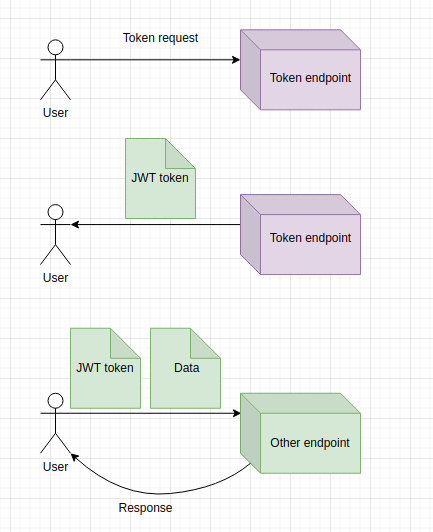 Token request
Token endpoint
User
JWT token
Token endpoint
User
JWT token
Data
Other endpoint
User
Response